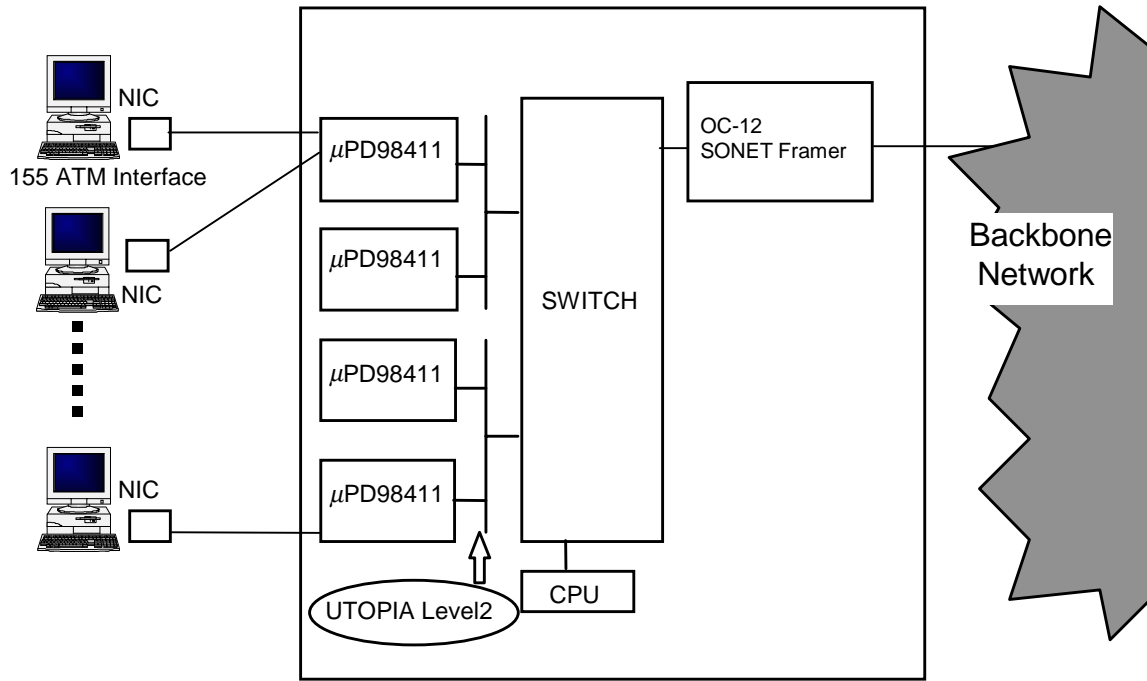 NIC
155 ATM Interface
NIC
NIC
μPD98411
μPD98411
μPD98411
μPD98411
UTOPIA Level2
SWITCH
CPU
OC-12
SONET Framer
Backbone
Network